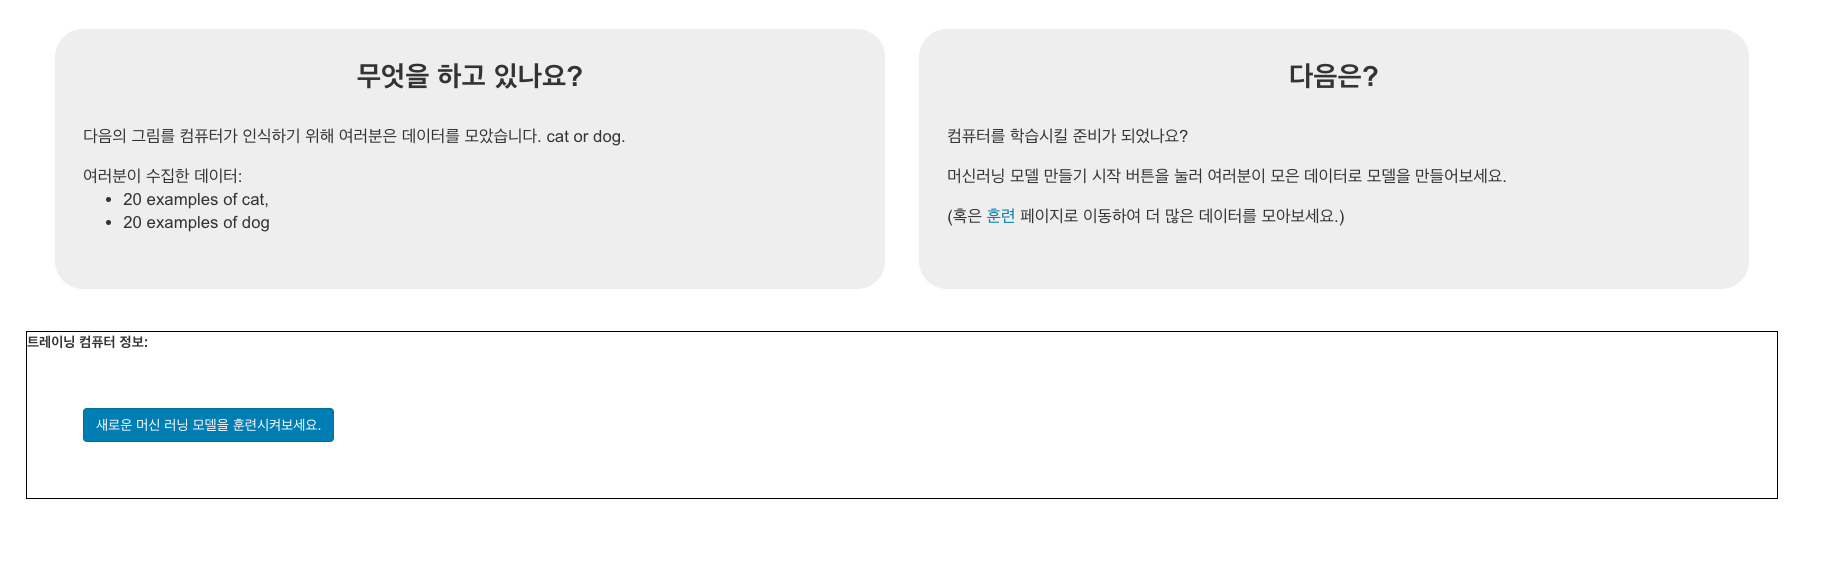 무엇을 하고 있나요?
다음의 그림를 컴퓨터가 인식하기 위해 여러분은 데이터를 모았습니다. cat or dog.
여러분이 수집한 데이터:
• 20 examples of cat,
• 20 examples of dog
다음은?
컴퓨터를 학습시킬 준비가 되었나요?
머신러닝 모델 만들기 시작 버튼을 눌러 여러분이 모은 데이터로 모델을 만들어보세요.
(혹은 훈련 페이지로 이동하여 더 많은 데이터를 모아보세요.)
트레이닝 컴퓨터 정보:
새로운 머신 러닝 모델을 훈련시켜보세요.